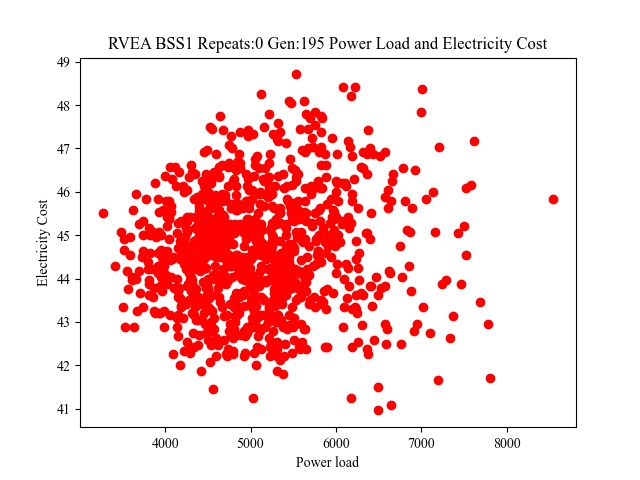 RVEA BSS1 Repeats:0 Gen:195 Power Load and Electricity Cost
49
48
47
46
45
44
43
42
41
Electricity Cost
4000 5000 6000 7000 8000
Power load